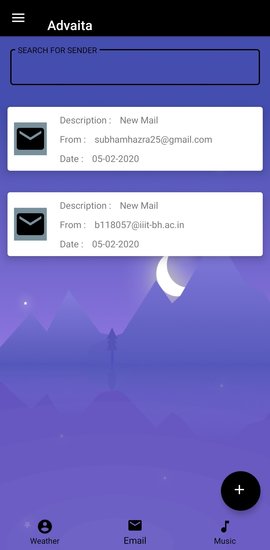 Advaita
SEARCH FOR SENDER
Description : New Mail
From : subhamhazra25@gmail.com
Date : 05-02-2020
Description : New Mail
From : b118057@iiit-bh.ac.in
Date : 05-02-2020
Weather
Email
Music